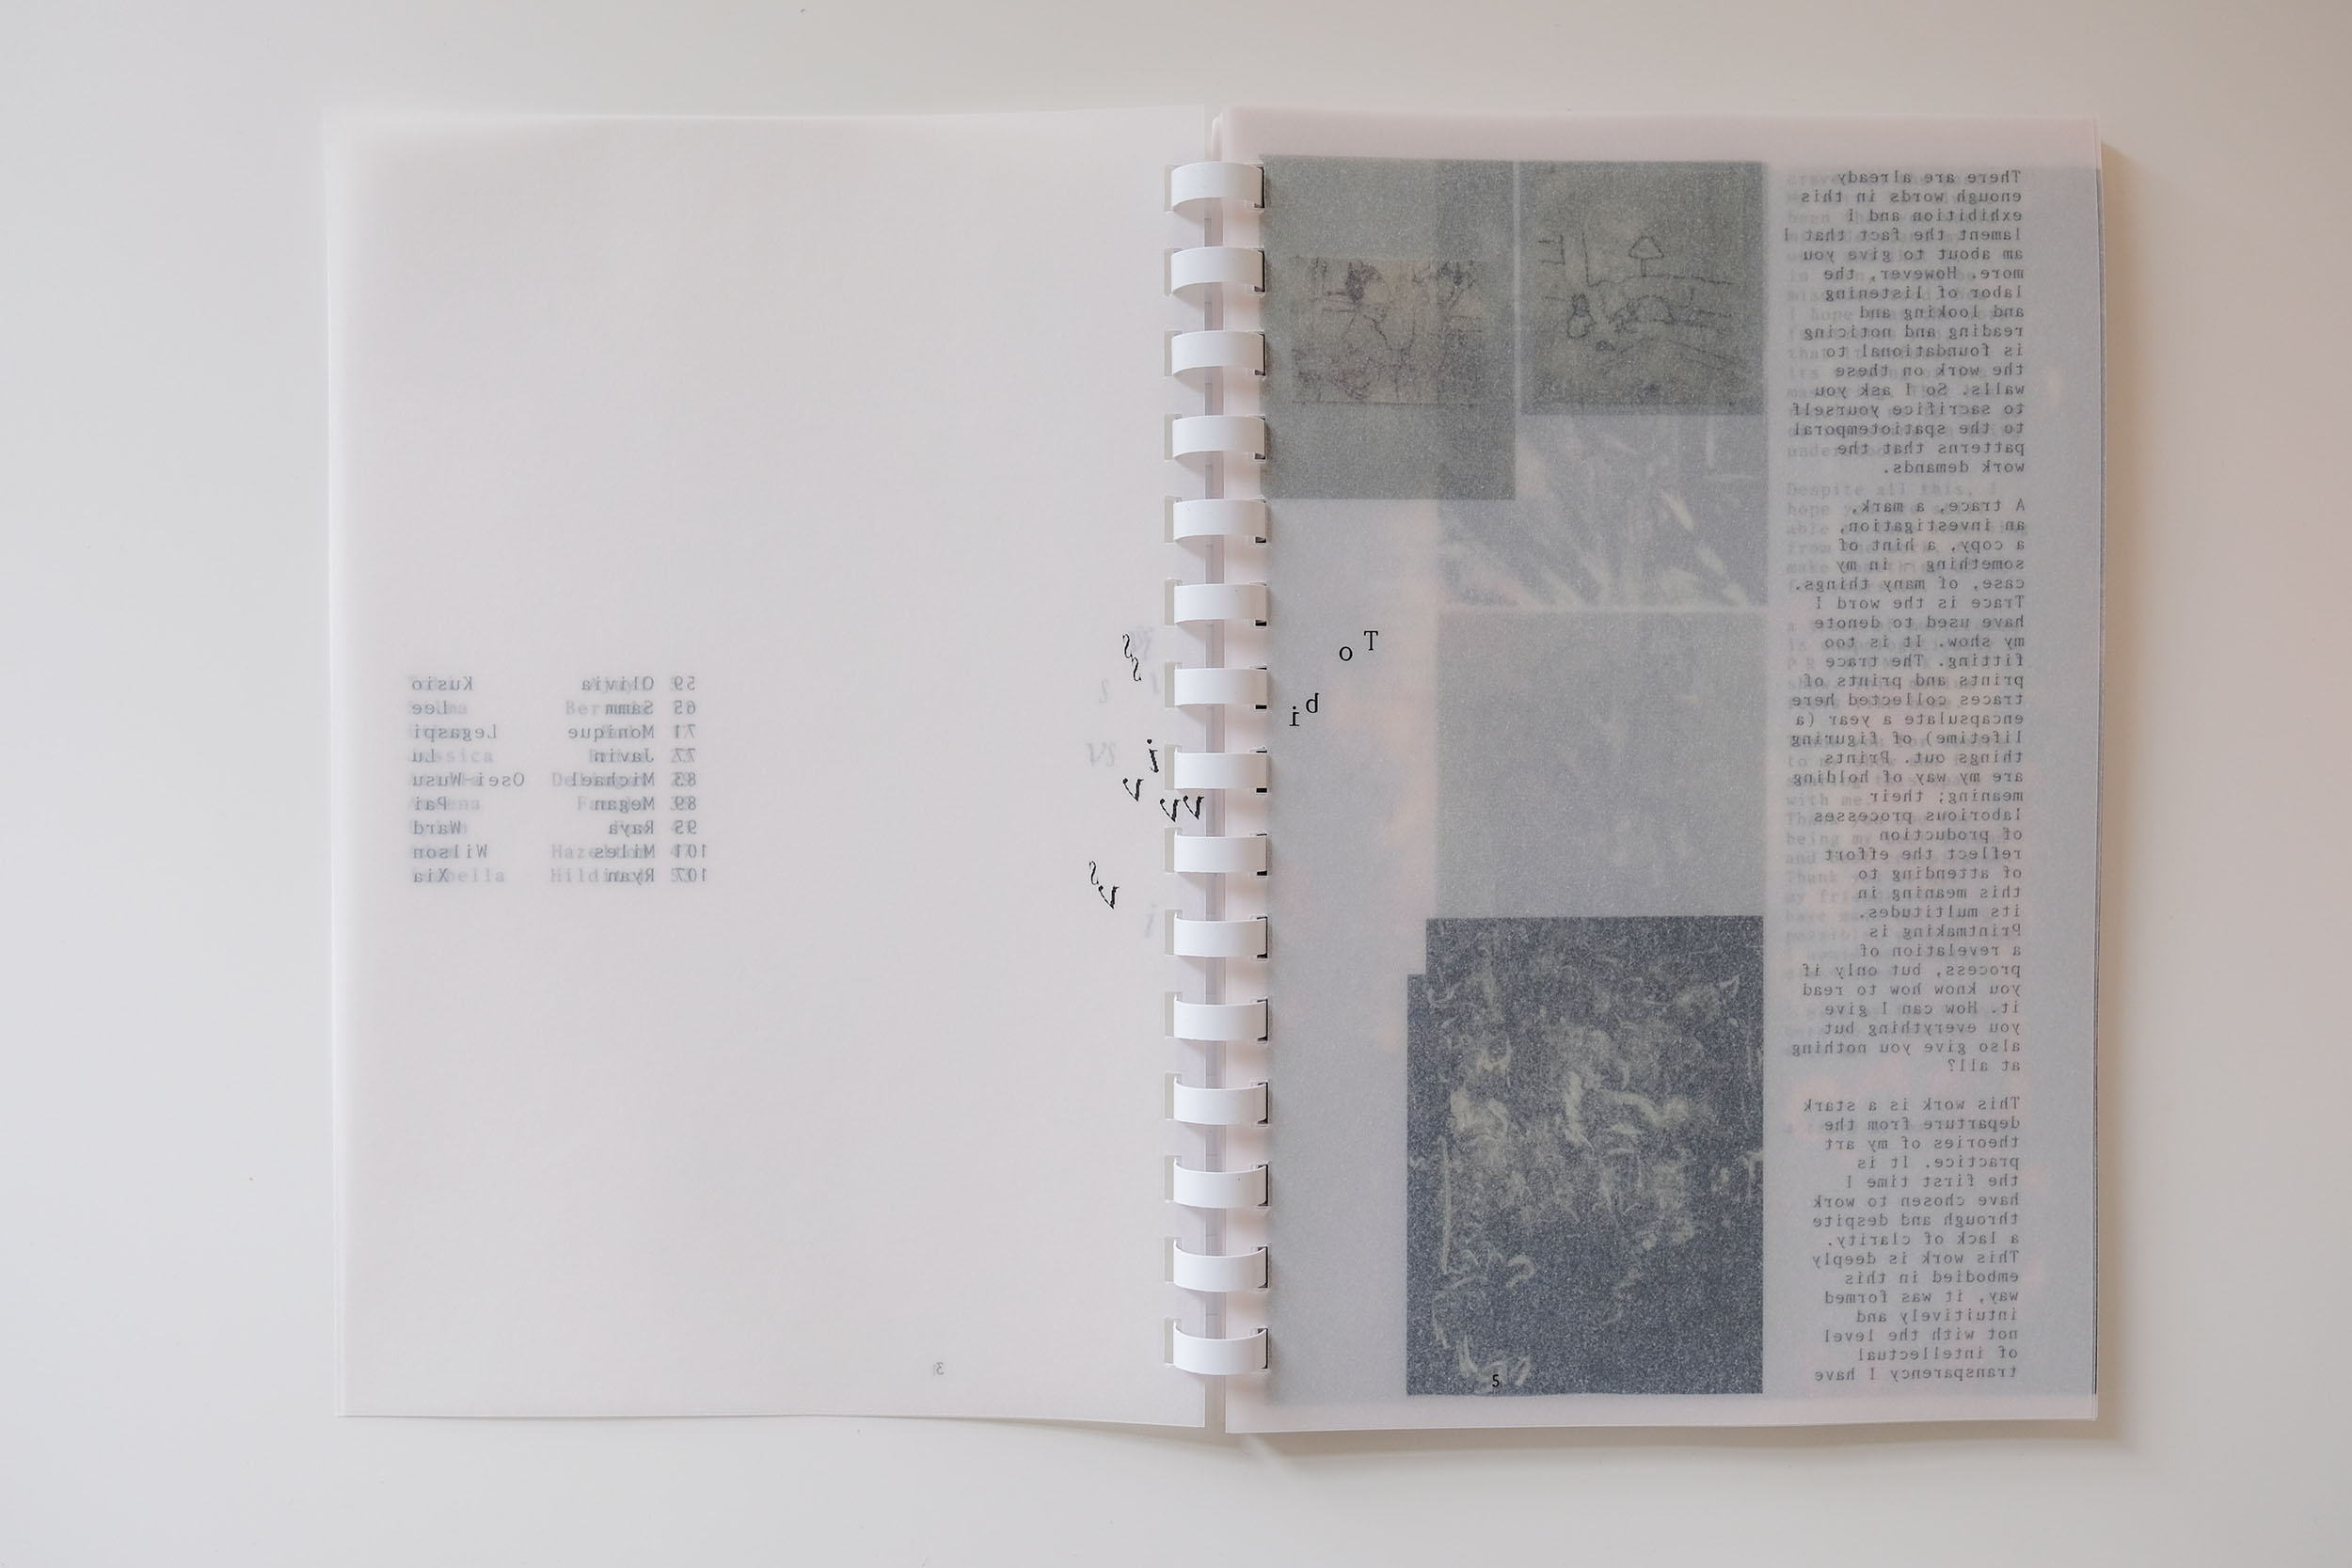 59 Olivia Kusio
65 Samm Lee
71 Monique Legaspi
77 Javin Lu
83 Michael Osei-Wusu
89 Megan Pai
95 Raya Ward
101 Miles Wilson
107 Ryan Xia
3
s
s
i
v
vv
s
v
To
di
There are already
enough words in this
exhibition and I
lament the fact that I
am about to give you
more. However, the
labor of listening
and looking and
reading and noticing
is foundational to
the work on these
walls. So I ask you
to sacrifice yourself
to the spatiotemporal
patterns that the
work demands.
A trace, a mark,
an investigation,
a copy, a hint of
something - in my
case, of many things.
Trace is the word I
have used to denote
my show. It is too
fitting. The trace
prints and prints of
traces collected here
encapsulate a year (a
lifetime) of figuring
things out. Prints
are my way of holding
meaning; their
laborious processes
of production
reflect the effort
of attending to
this meaning in
its multitudes.
Printmaking is
a revelation of
process, but only if
you know how to read
it. How can I give
you everything but
also give you nothing
at all?
This work is a stark
departure from the
theories of my art
practice. It is
the first time I
have chosen to work
through and despite
a lack of clarity.
This work is deeply
embodied in this
way, it was formed
intuitively and
not with the level
of intellectual
transparency I have
5